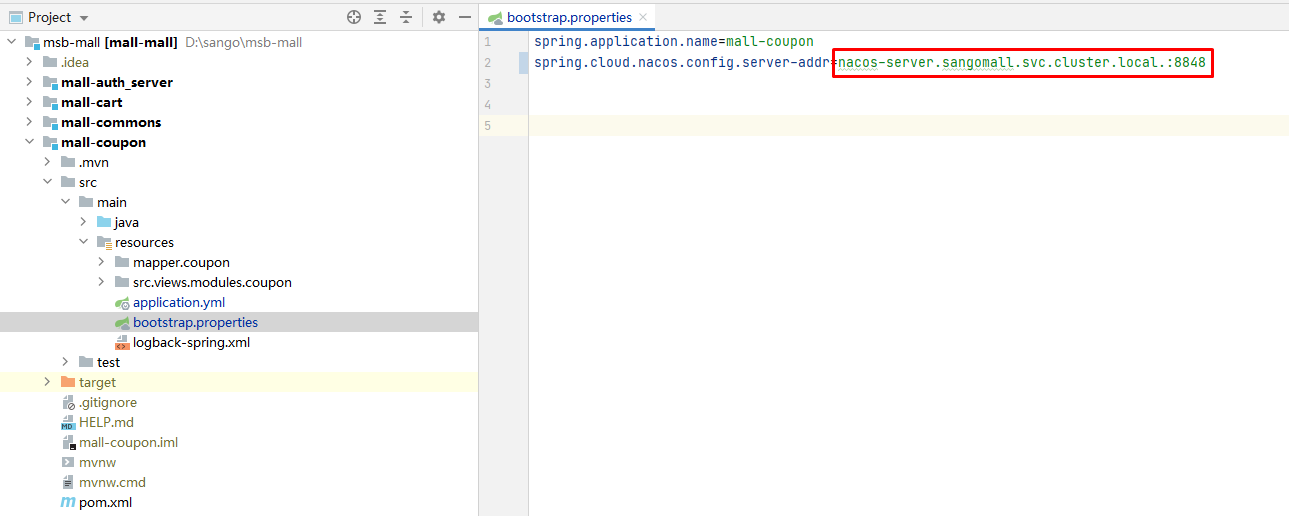 Project
msb-mall [mall-mall] D:\sango\msb-mall
.idea
mall-auth_server
mall-cart
mall-commons
mall-coupon
.mvn
src
main
java
resources
mapper.coupon
src.views.modules.coupon
application.yml
bootstrap.properties
logback-spring.xml
test
target
.gitignore
HELP.md
mall-coupon.iml
mvnw
mvnw.cmd
pom.xml
bootstrap.properties
1 spring.application.name=mall-coupon
2 spring.cloud.nacos.config.server-addr=nacos-server.sangomall.svc.cluster.local.:8848
3
4
5